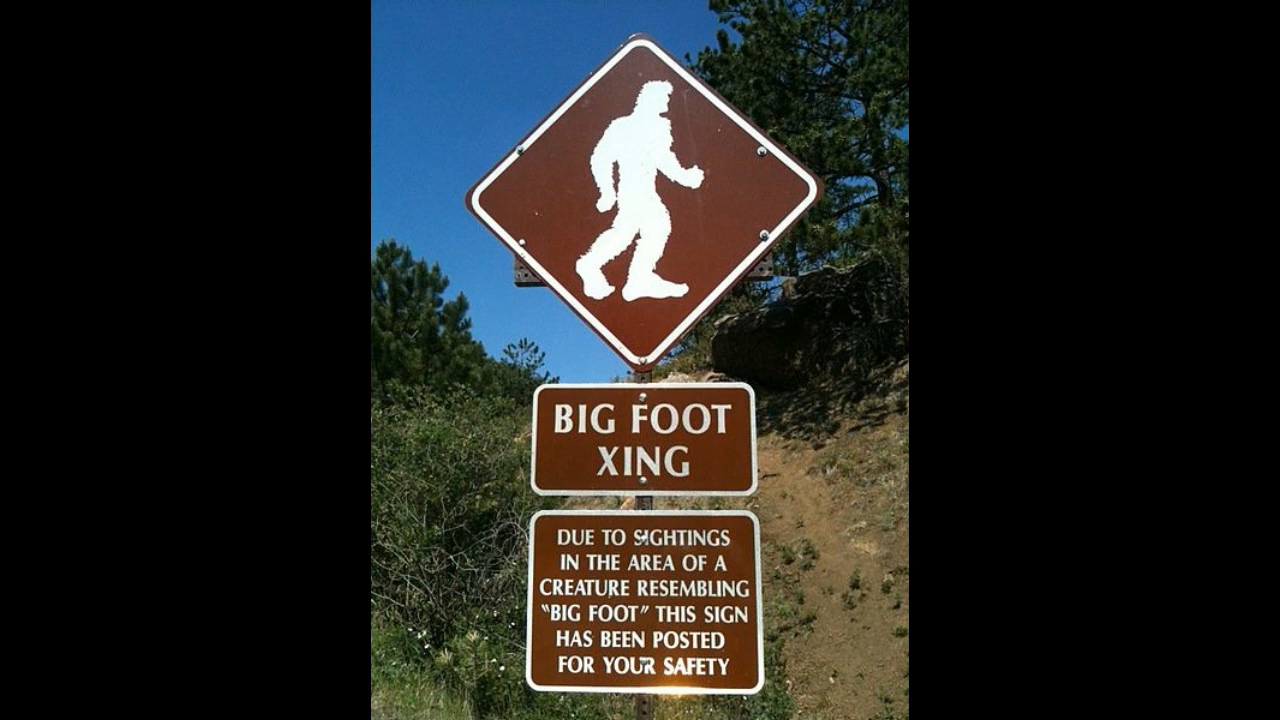 BIG FOOT
XING
DUE TO SIGHTINGS
IN THE AREA OF A
CREATURE RESEMBLING
"BIG FOOT" THIS SIGN
HAS BEEN POSTED
FOR YOUR SAFETY